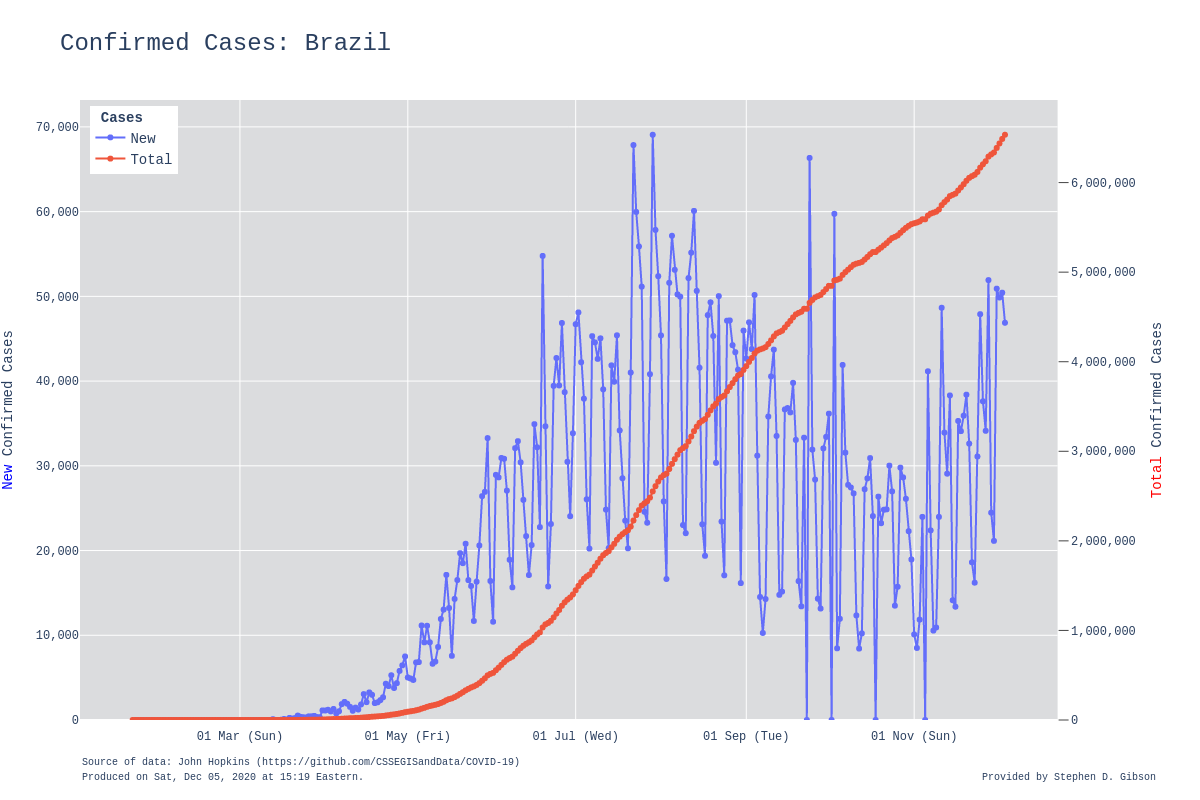 Confirmed Cases: Brazil
Cases
New
Total
70,000
60,000
50,000
40,000
30,000
20,000
10,000
0
6,000,000
5,000,000
4,000,000
3,000,000
2,000,000
1,000,000
0
New Confirmed Cases
Total Confirmed Cases
01 Mar (Sun)
01 May (Fri)
01 Jul (Wed)
01 Sep (Tue)
01 Nov (Sun)
Source of data: John Hopkins (https://github.com/CSSEGISandData/COVID-19)
Produced on Sat, Dec 05, 2020 at 15:19 Eastern.
Provided by Stephen D. Gibson